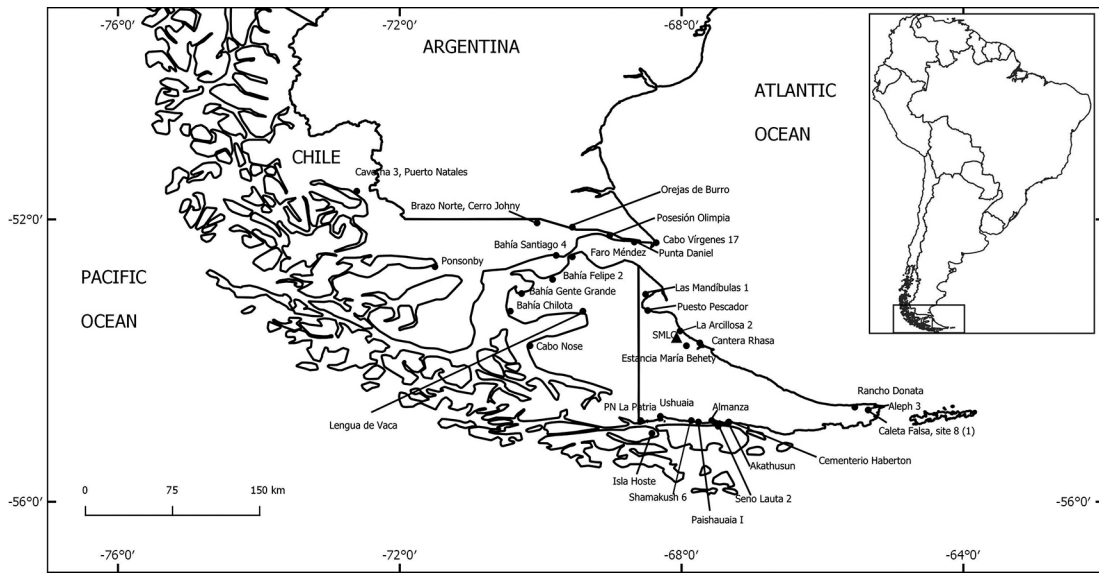 -76°0′
-72°0′
-68°0′
ARGENTINA
ATLANTIC
OCEAN
CHILE
Caverna 3, Puerto Natales
Orejas de Burro
Brazo Norte, Cerro Johny
-52°0′
-52°0′
Posesión Olimpia
Bahía Santiago 4
Faro Méndez
Cabo Vírgenes 17
Punta Daniel
Ponsonby
PACIFIC
OCEAN
Bahía Felipe 2
Bahía Gente Grande
Las Mandíbulas 1
Bahía Chilota
Puesto Pescador
La Arcillosa 2
SMLC
Cantera Rhasa
Cabo Nose
Estancia María Behety
Rancho Donata
Aleph 3
Lengua de Vaca
PN La Patria
Ushuaia
Almanza
Caleta Falsa, site 8 (1)
Cementerio Haberton
Akathusun
Isla Hoste
Shamakush 6
Seno Lauta 2
Paishauaia I
0
75
150 km
-56°0′
-56°0′
-76°0′
-72°0′
-68°0′
-64°0′